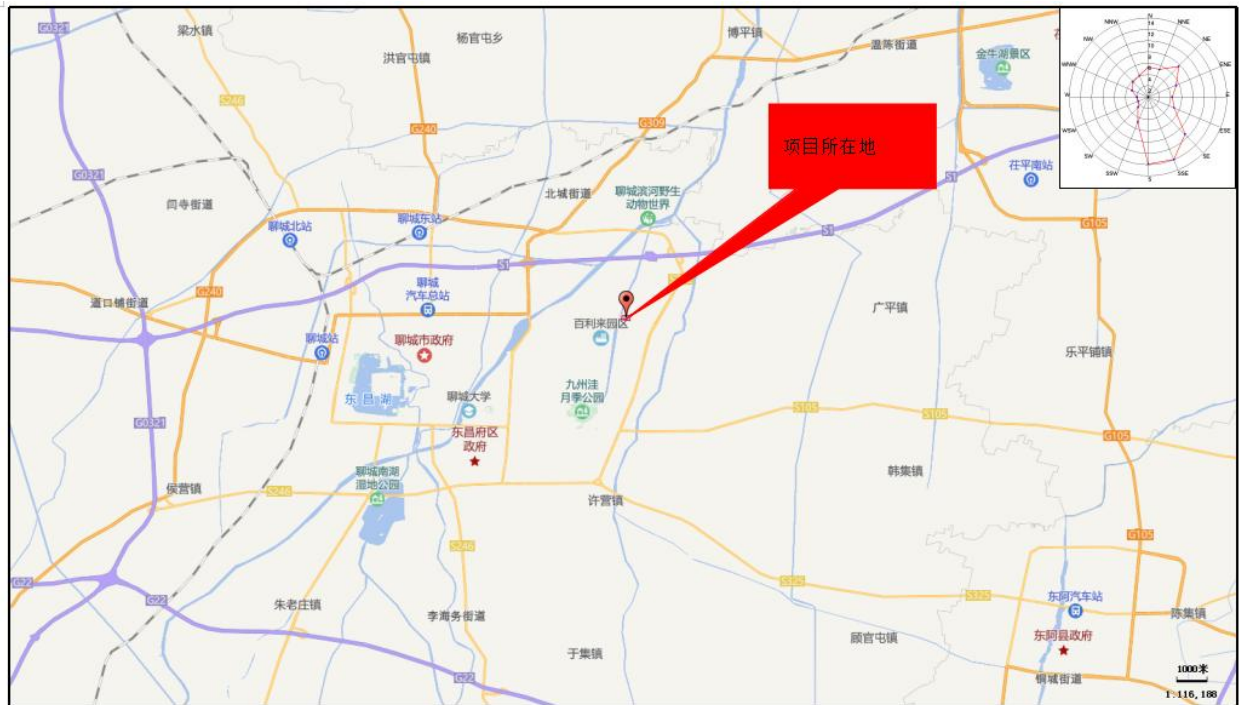 G0321
梁水镇
杨官屯乡
博平镇
温陈街道
洪官屯镇
金牛湖景区
S246
G240
G309
项目所在地
G0321
闫寺街道
北城街道
聊城滨河野生
动物世界
茌平南站
S1
G105
聊城北站
聊城东站
S1
S1
道口铺街道
G240
聊城
汽车总站
广平镇
百利来园区
聊城站
聊城市政府
乐平铺镇
东昌湖
聊城大学
九州洼
月季公园
S105
S105
G0321
东昌府区
政府
G105
侯营镇
S246
聊城南湖
湿地公园
韩集镇
许营镇
S246
G105
G22
G22
S325
S325
朱老庄镇
李海务街道
东阿汽车站
陈集镇
顾官屯镇
东阿县政府
于集镇
G22
铜城街道
1000米
1:116,188
N
NNE
NE
ENE
E
ESE
SE
SSE
S
SSW
SW
WSW
W
WNW
NW
NNW
14
12
10